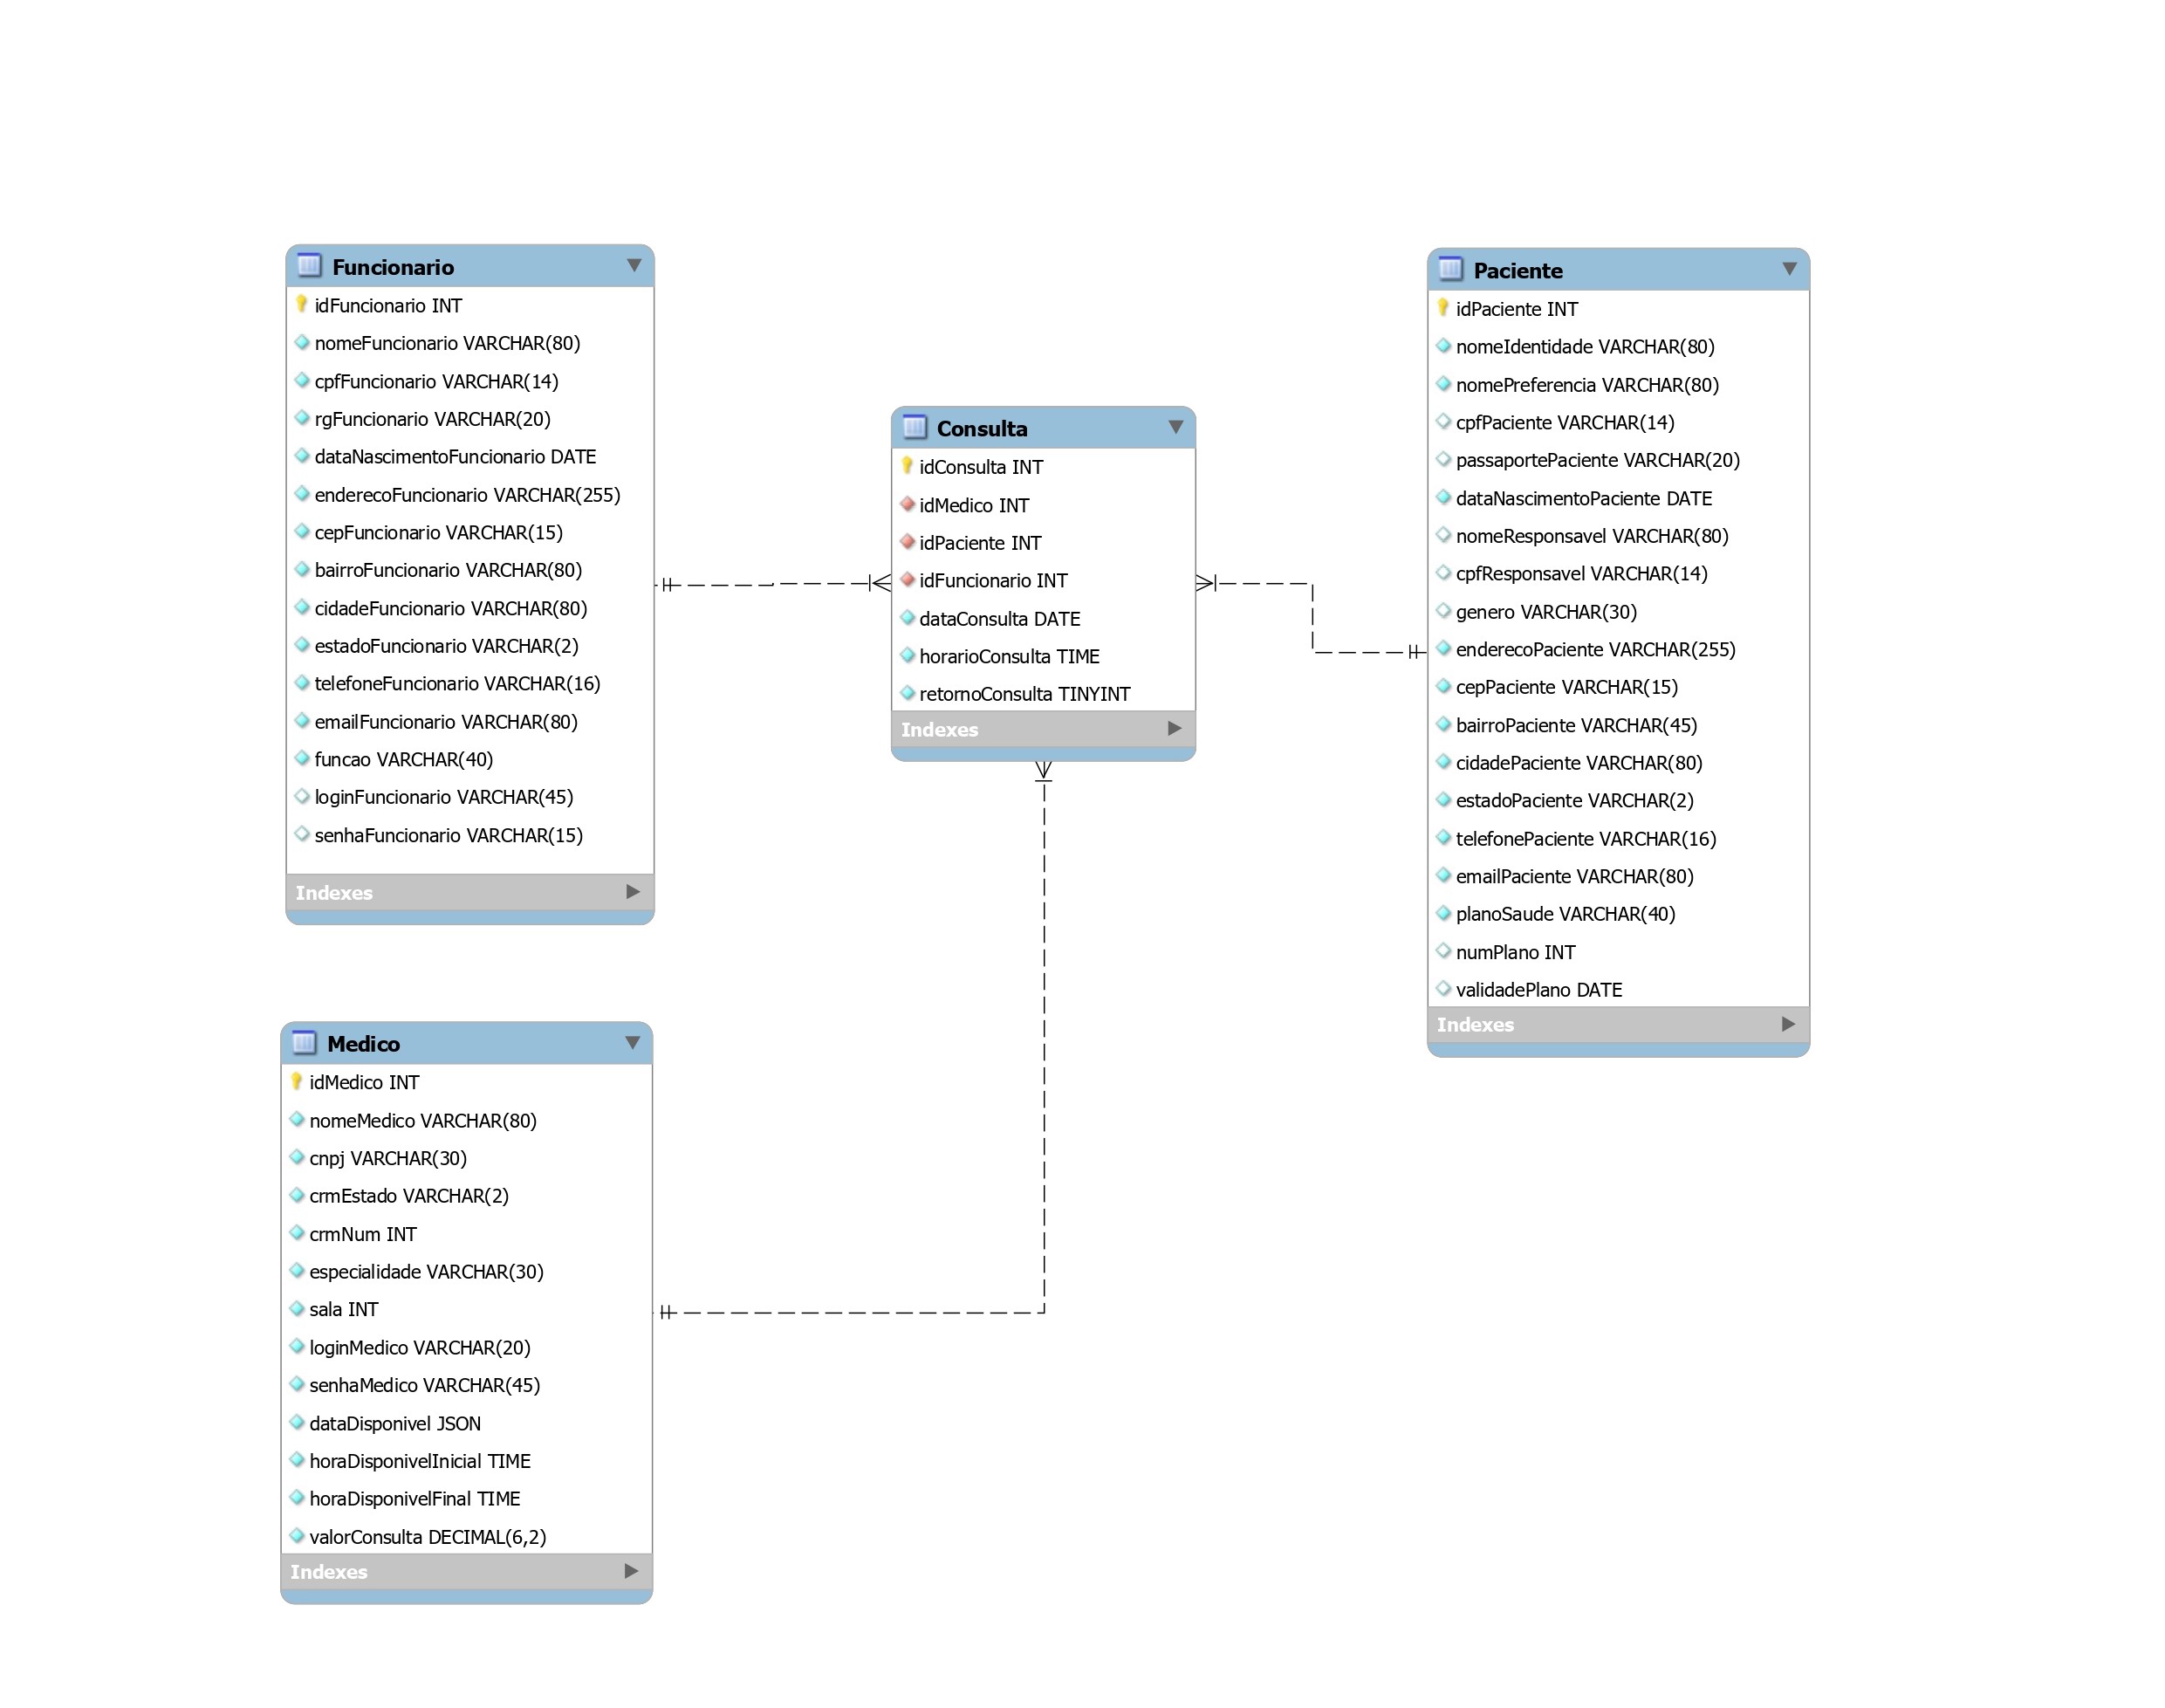 Funcionario
idFuncionario INT
nomeFuncionario VARCHAR(80)
cpfFuncionario VARCHAR(14)
rgFuncionario VARCHAR(20)
dataNascimentoFuncionario DATE
enderecoFuncionario VARCHAR(255)
cepFuncionario VARCHAR(15)
bairroFuncionario VARCHAR(80)
cidadeFuncionario VARCHAR(80)
estadoFuncionario VARCHAR(2)
telefoneFuncionario VARCHAR(16)
emailFuncionario VARCHAR(80)
funcao VARCHAR(40)
loginFuncionario VARCHAR(45)
senhaFuncionario VARCHAR(15)
Indexes
Consulta
idConsulta INT
idMedico INT
idPaciente INT
idFuncionario INT
dataConsulta DATE
horarioConsulta TIME
retornoConsulta TINYINT
Indexes
Paciente
idPaciente INT
nomeIdentidade VARCHAR(80)
nomePreferencia VARCHAR(80)
cpfPaciente VARCHAR(14)
passaportePaciente VARCHAR(20)
dataNascimentoPaciente DATE
nomeResponsavel VARCHAR(80)
cpfResponsavel VARCHAR(14)
genero VARCHAR(30)
enderecoPaciente VARCHAR(255)
cepPaciente VARCHAR(15)
bairroPaciente VARCHAR(45)
cidadePaciente VARCHAR(80)
estadoPaciente VARCHAR(2)
telefonePaciente VARCHAR(16)
emailPaciente VARCHAR(80)
planoSaude VARCHAR(40)
numPlano INT
validadePlano DATE
Indexes
Medico
idMedico INT
nomeMedico VARCHAR(80)
cnpj VARCHAR(30)
crmEstado VARCHAR(2)
crmNum INT
especialidade VARCHAR(30)
sala INT
loginMedico VARCHAR(20)
senhaMedico VARCHAR(45)
dataDisponivel JSON
horaDisponivelInicial TIME
horaDisponivelFinal TIME
valorConsulta DECIMAL(6,2)
Indexes